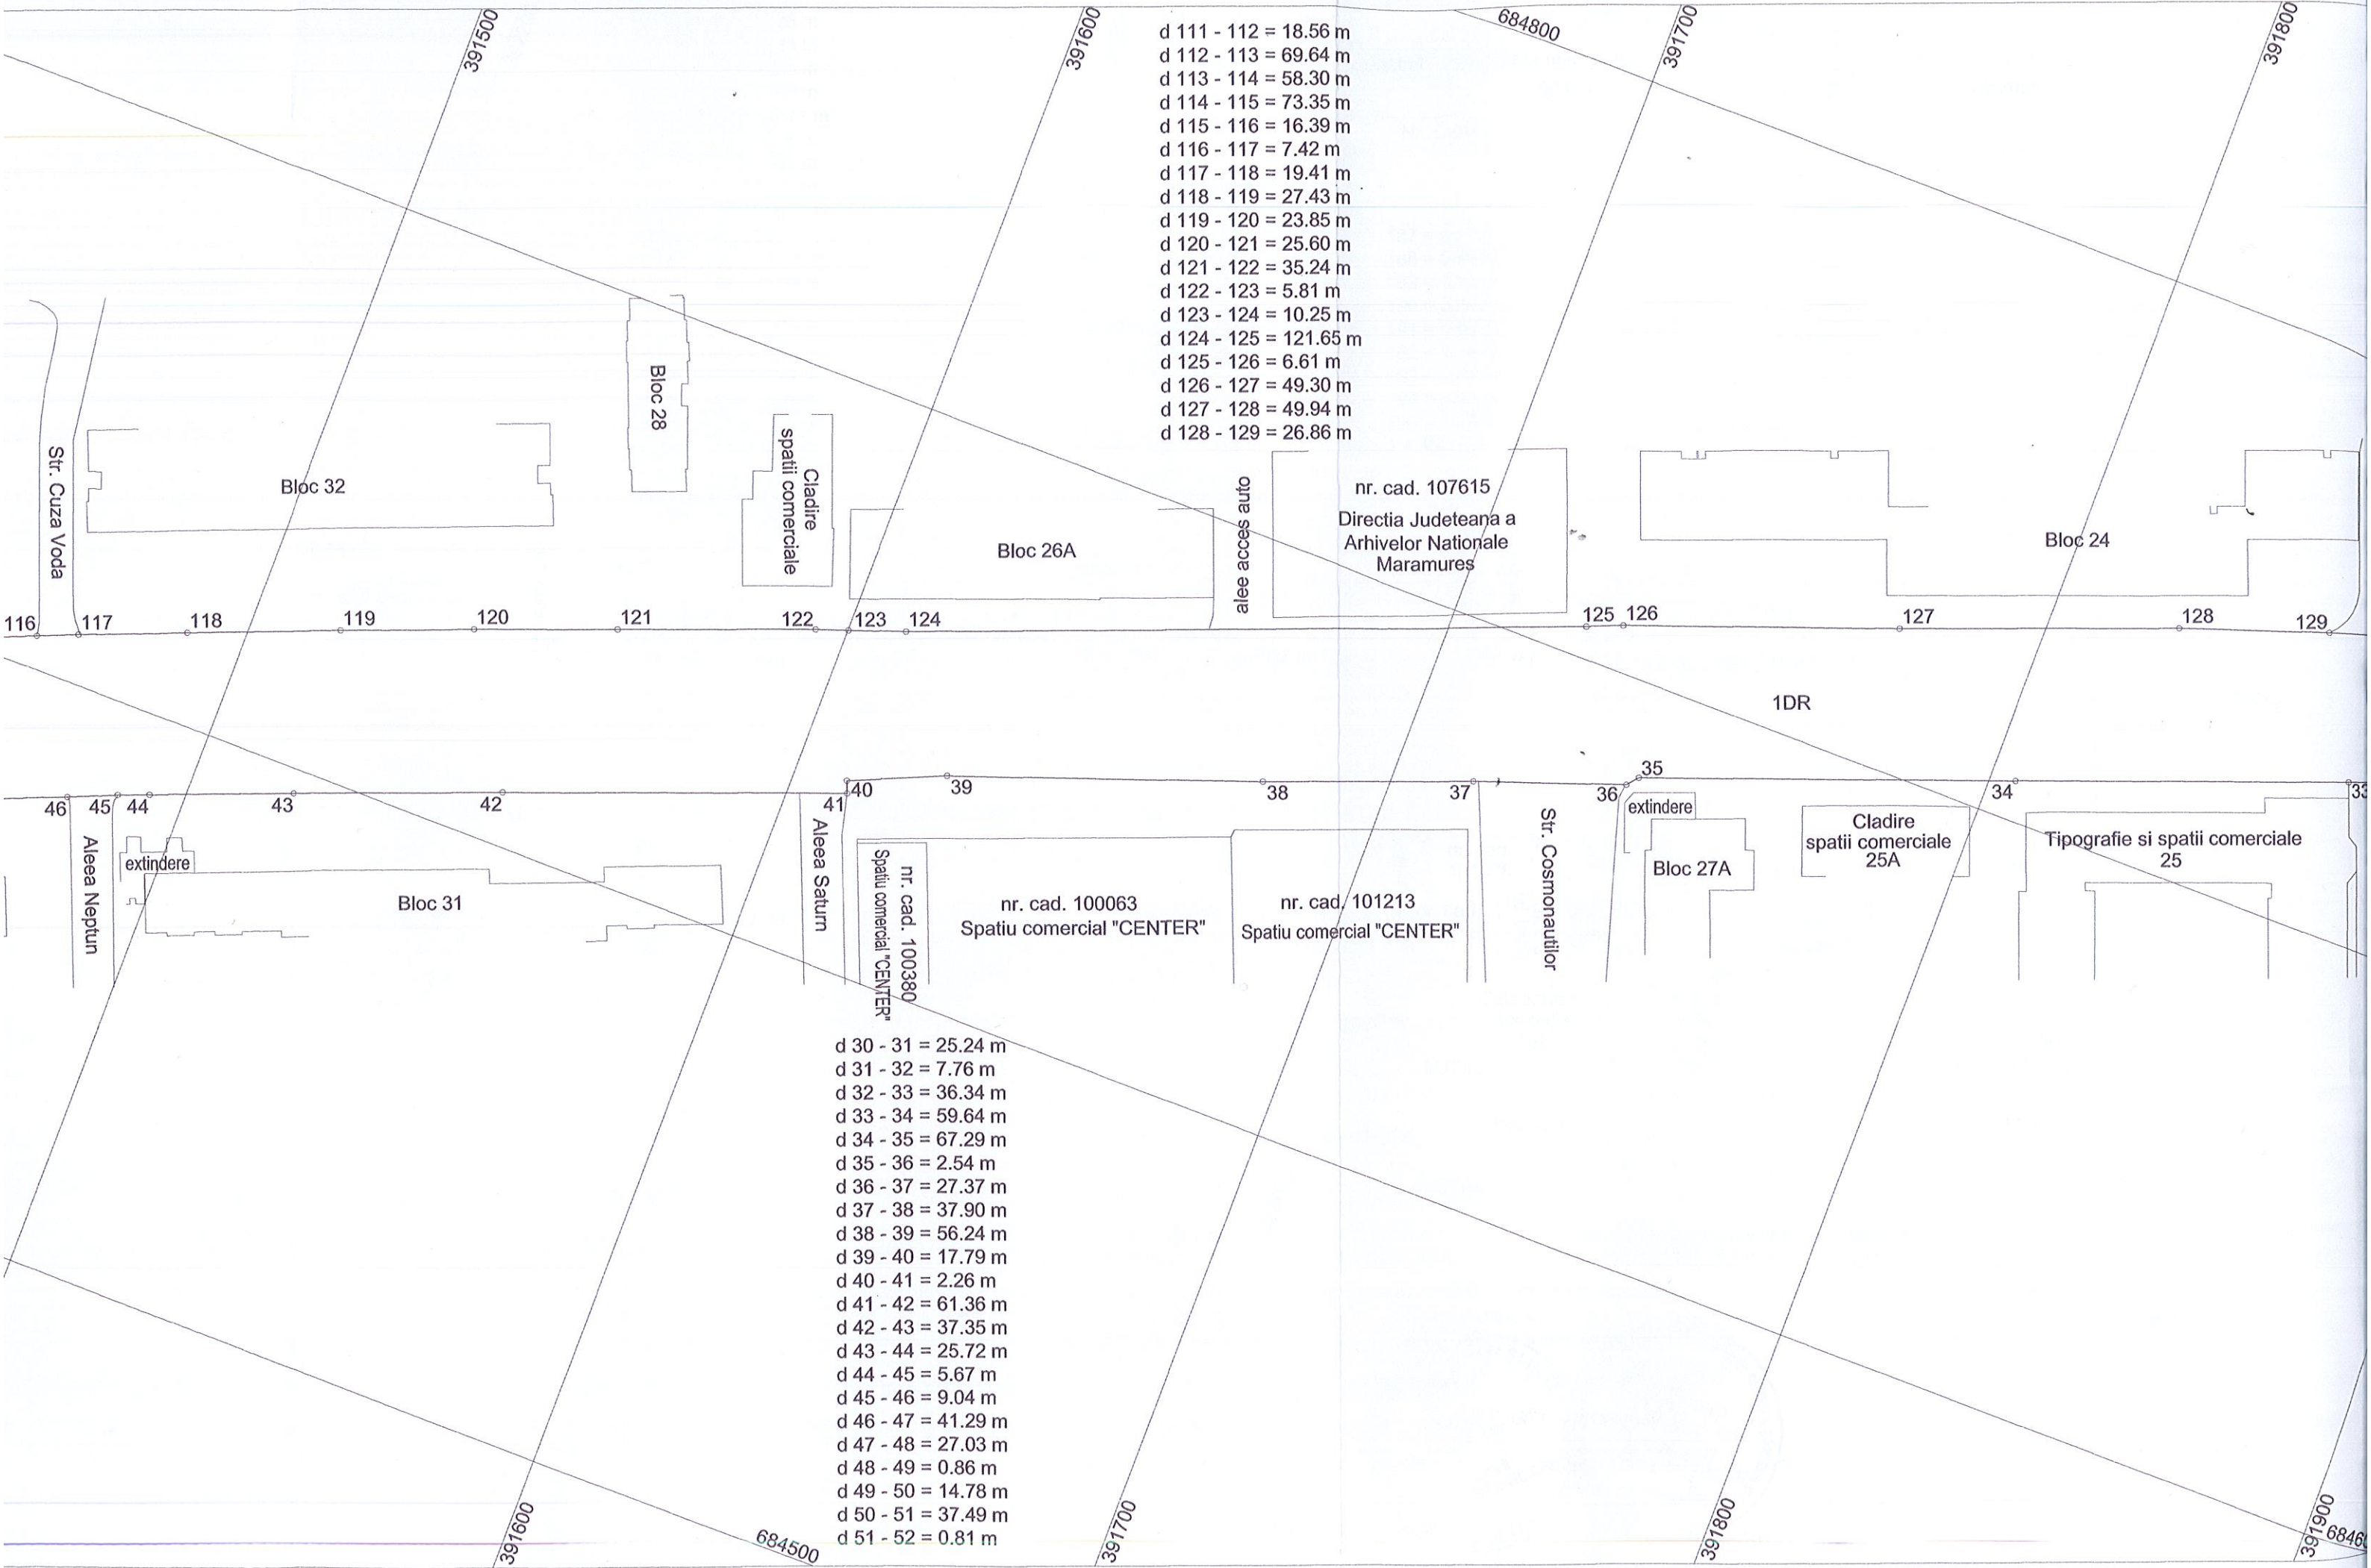 391500
391600
684800
391700
391800
d 111 - 112 = 18.56 m
d 112 - 113 = 69.64 m
d 113 - 114 = 58.30 m
d 114 - 115 = 73.35 m
d 115 - 116 = 16.39 m
d 116 - 117 = 7.42 m
d 117 - 118 = 19.41 m
d 118 - 119 = 27.43 m
d 119 - 120 = 23.85 m
d 120 - 121 = 25.60 m
d 121 - 122 = 35.24 m
d 122 - 123 = 5.81 m
d 123 - 124 = 10.25 m
d 124 - 125 = 121.65 m
d 125 - 126 = 6.61 m
d 126 - 127 = 49.30 m
d 127 - 128 = 49.94 m
d 128 - 129 = 26.86 m
Str. Cuza Voda
Bloc 32
Bloc 28
Cladire
spatii comerciale
Bloc 26A
alee acces auto
nr. cad. 107615
Directia Judeteana a
Arhivelor Nationale
Maramures
Bloc 24
116
117
118
119
120
121
122
123
124
125
126
127
128
129
1DR
46
45
44
43
42
41
40
39
38
37
36
35
34
33
Aleea Neptun
extindere
Bloc 31
Aleea Saturn
nr. cad. 100380
Spatiu comercial "CENTER"
nr. cad. 100063
Spatiu comercial "CENTER"
nr. cad. 101213
Spatiu comercial "CENTER"
Str. Cosmonautilor
extindere
Bloc 27A
Cladire
spatii comerciale
25A
Tipografie si spatii comerciale
25
d 30 - 31 = 25.24 m
d 31 - 32 = 7.76 m
d 32 - 33 = 36.34 m
d 33 - 34 = 59.64 m
d 34 - 35 = 67.29 m
d 35 - 36 = 2.54 m
d 36 - 37 = 27.37 m
d 37 - 38 = 37.90 m
d 38 - 39 = 56.24 m
d 39 - 40 = 17.79 m
d 40 - 41 = 2.26 m
d 41 - 42 = 61.36 m
d 42 - 43 = 37.35 m
d 43 - 44 = 25.72 m
d 44 - 45 = 5.67 m
d 45 - 46 = 9.04 m
d 46 - 47 = 41.29 m
d 47 - 48 = 27.03 m
d 48 - 49 = 0.86 m
d 49 - 50 = 14.78 m
d 50 - 51 = 37.49 m
d 51 - 52 = 0.81 m
391600
684500
391700
391800
391900